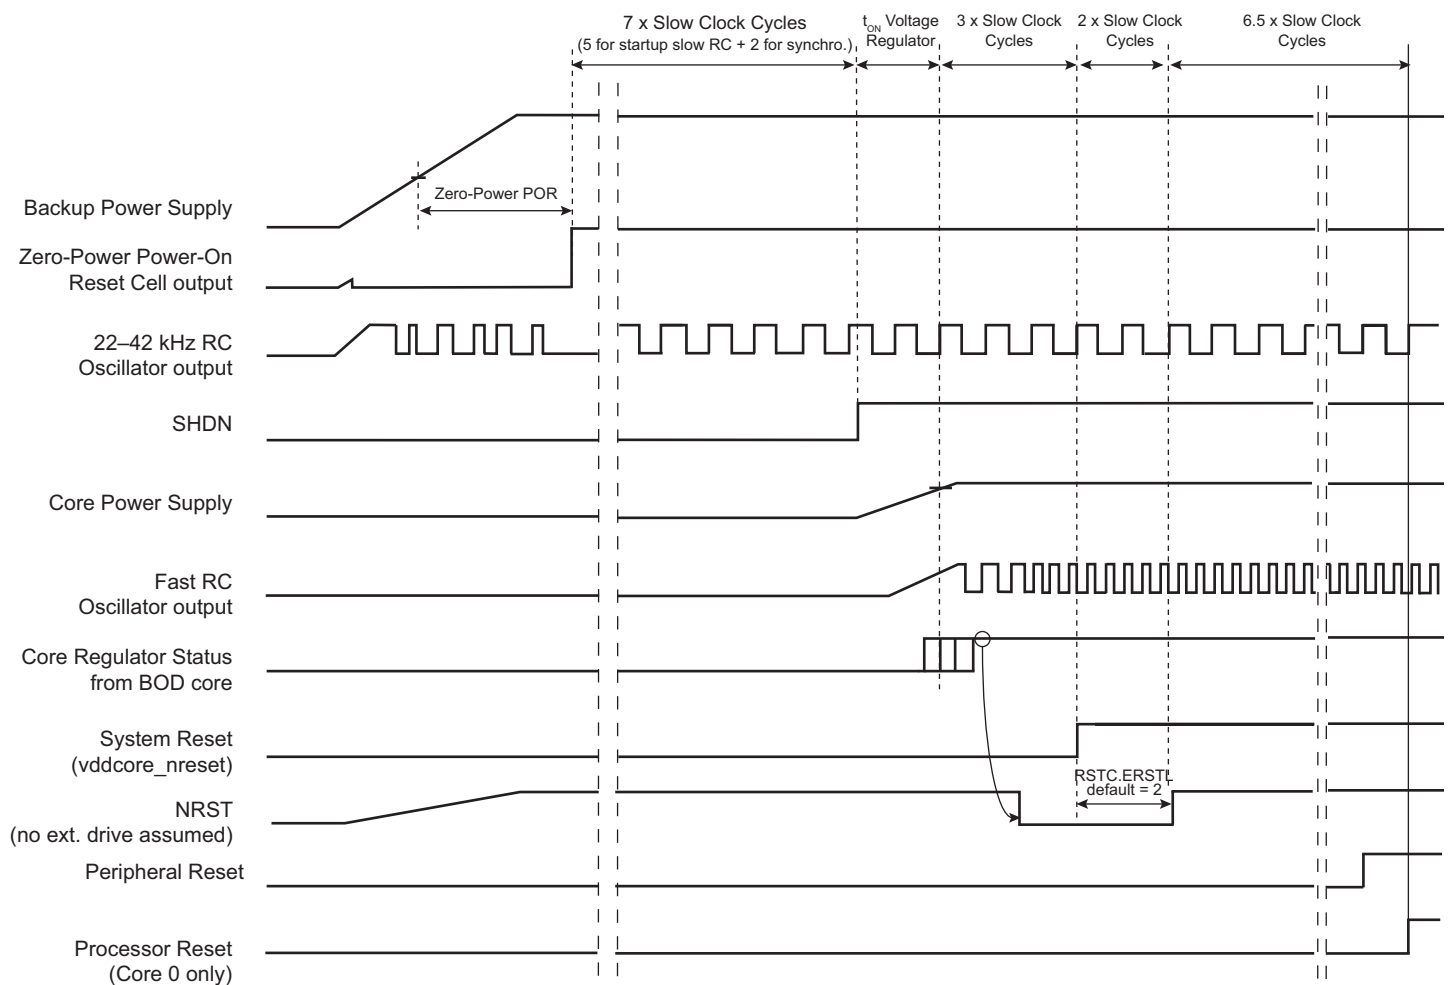 7 x Slow Clock Cycles
(5 for startup slow RC + 2 for synchro.)
tON Voltage
Regulator
3 x Slow Clock
Cycles
2 x Slow Clock
Cycles
6.5 x Slow Clock
Cycles
Zero-Power POR
Backup Power Supply
Zero-Power Power-On
Reset Cell output
22–42 kHz RC
Oscillator output
SHDN
Core Power Supply
Fast RC
Oscillator output
Core Regulator Status
from BOD core
System Reset
(vddcore_nreset)
RSTC.ERSTL
default = 2
NRST
(no ext. drive assumed)
Peripheral Reset
Processor Reset
(Core 0 only)